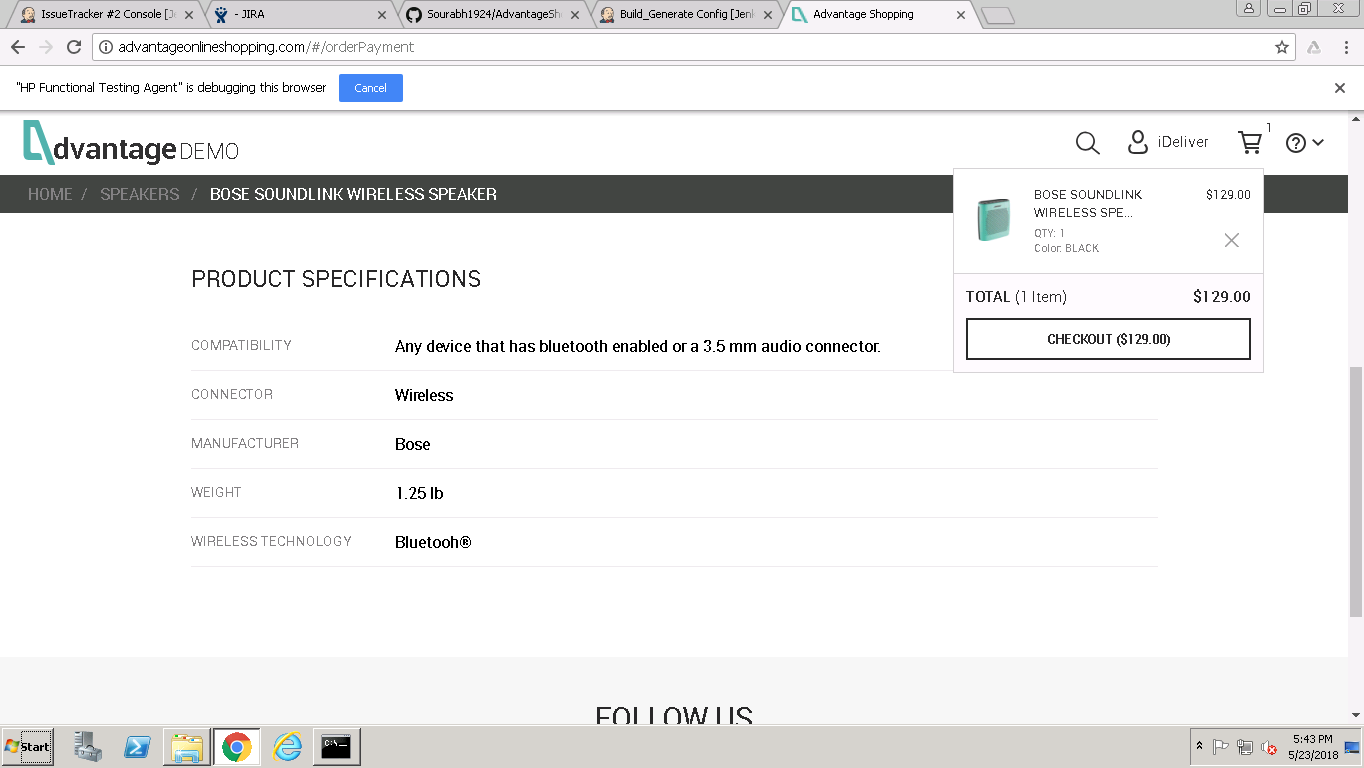 IssueTracker #2 Console [Je
- JIRA
Sourabh1924/AdvantageSh
Build_Generate Config [Jenk
Advantage Shopping
advantageonlineshopping.com/#/orderPayment
"HP Functional Testing Agent" is debugging this browser
Cancel
dvantage DEMO
iDeliver
1
HOME / SPEAKERS / BOSE SOUNDLINK WIRELESS SPEAKER
BOSE SOUNDLINK
WIRELESS SPE...
$129.00
QTY: 1
Color: BLACK
TOTAL (1 Item) $129.00
CHECKOUT ($129.00)
PRODUCT SPECIFICATIONS
COMPATIBILITY Any device that has bluetooth enabled or a 3.5 mm audio connector.
CONNECTOR Wireless
MANUFACTURER Bose
WEIGHT 1.25 lb
WIRELESS TECHNOLOGY Bluetooh®
FOLLOW US
Start
C:\.
5:43 PM
5/23/2018